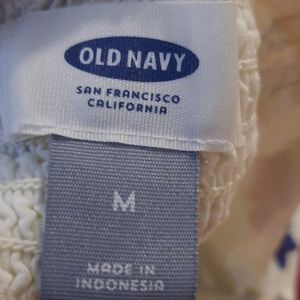 OLD NAVY
SAN FRANCISCO
CALIFORNIA
M
MADE IN
INDONESIA